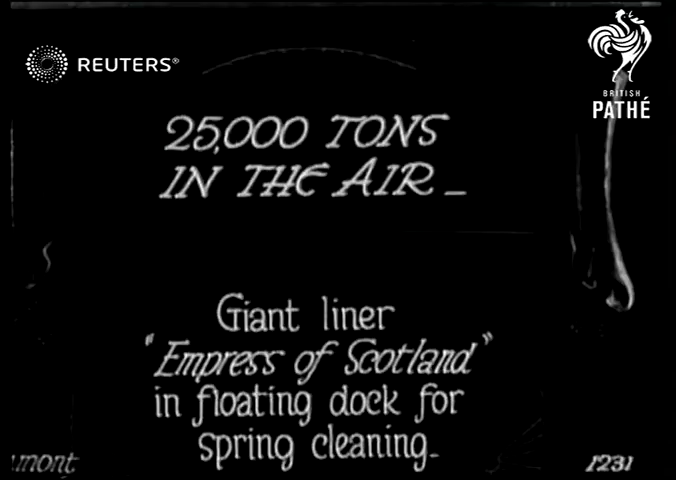 REUTERS®
BRITISH
PATHÉ
25,000 TONS
IN THE AIR _
Giant liner
"Empress of Scotland"
in floating dock for
spring cleaning_
1231